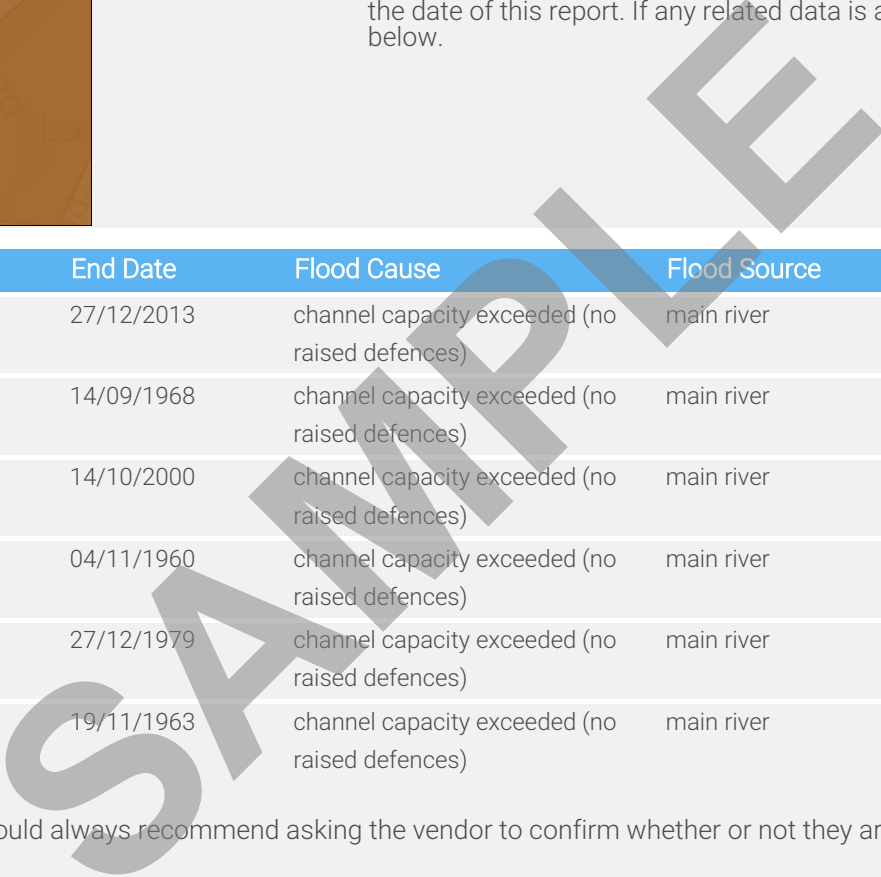 the date of this report. If any related data is a
below.
La
End Date Flood Cause Flood Source
27/12/2013 channel capacity exceeded (no main river
raised defences)
14/09/1968 channel capacity exceeded (no main river
raised defences)
14/10/2000 channel capacity exceeded (no main river
raised defences)
04/11/1960 channel capacity exceeded (no main river
raised defences)
27/12/1979 channel capacity exceeded (no main river
raised defences)
19/11/1963 channel capacity exceeded (no main river
raised defences)
ould always recommend asking the vendor to confirm whether or not they ar
SAMPLE